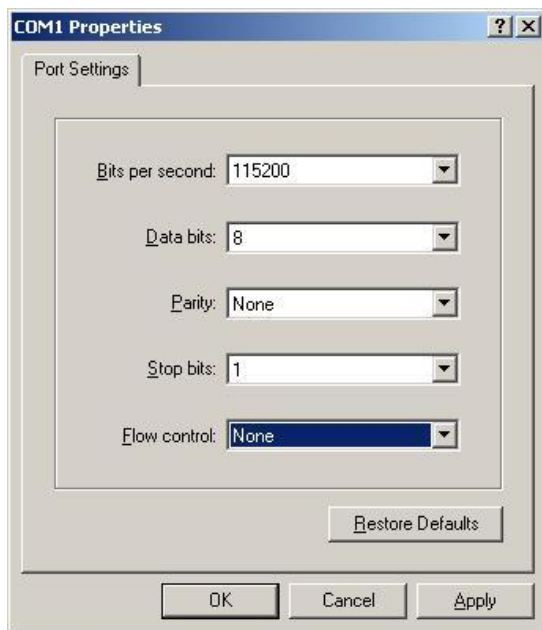 COM1 Properties
Port Settings
Bits per second: 115200
Data bits: 8
Parity: None
Stop bits: 1
Flow control: None
Restore Defaults
OK Cancel Apply